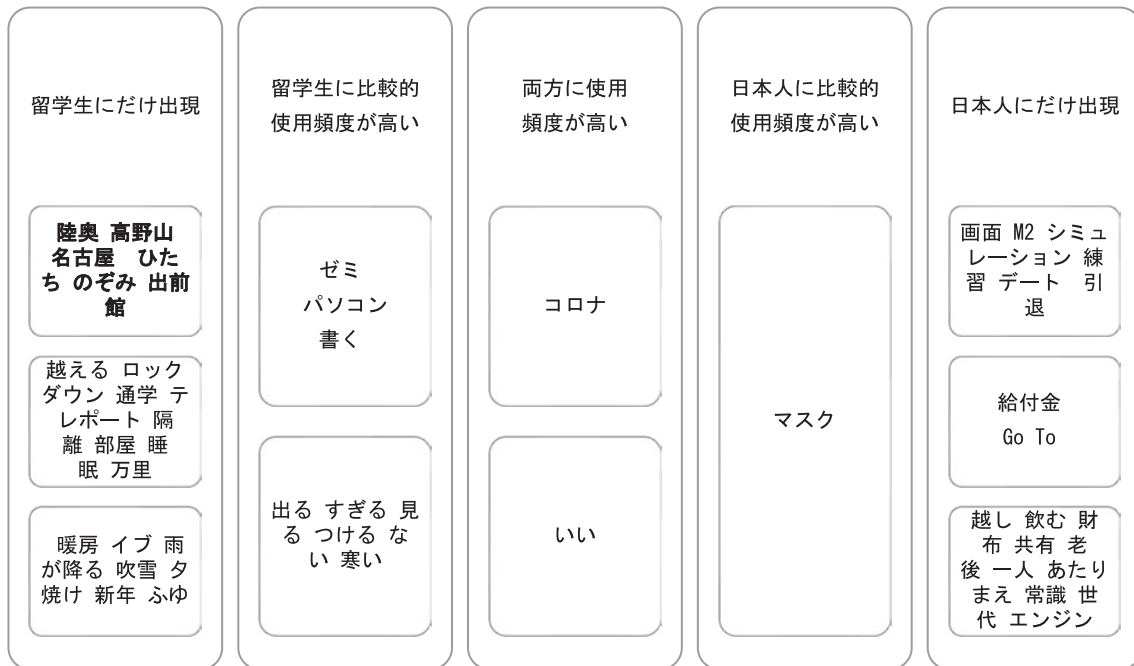 留学生にだけ出現
陸奥 高野山
名古屋 ひた
ち のぞみ 出前
館
越える ロック
ダウン 通学 テ
レポート 隔
離 部屋 睡
眠 万里
暖房 イブ 雨
が降る 吹雪 夕
焼け 新年 ふゆ
留学生に比較的
使用頻度が高い
ゼミ
パソコン
書く
出る すぎる 見
る つける な
い 寒い
両方に使用
頻度が高い
コロナ
いい
日本人に比較的
使用頻度が高い
マスク
日本人にだけ出現
画面 M2 シミュ
レーション 練
習 デート 引
退
給付金
Go To
越し 飲む 財
布 共有 老
後 一人 あたり
まえ 常識 世
代 エンジン